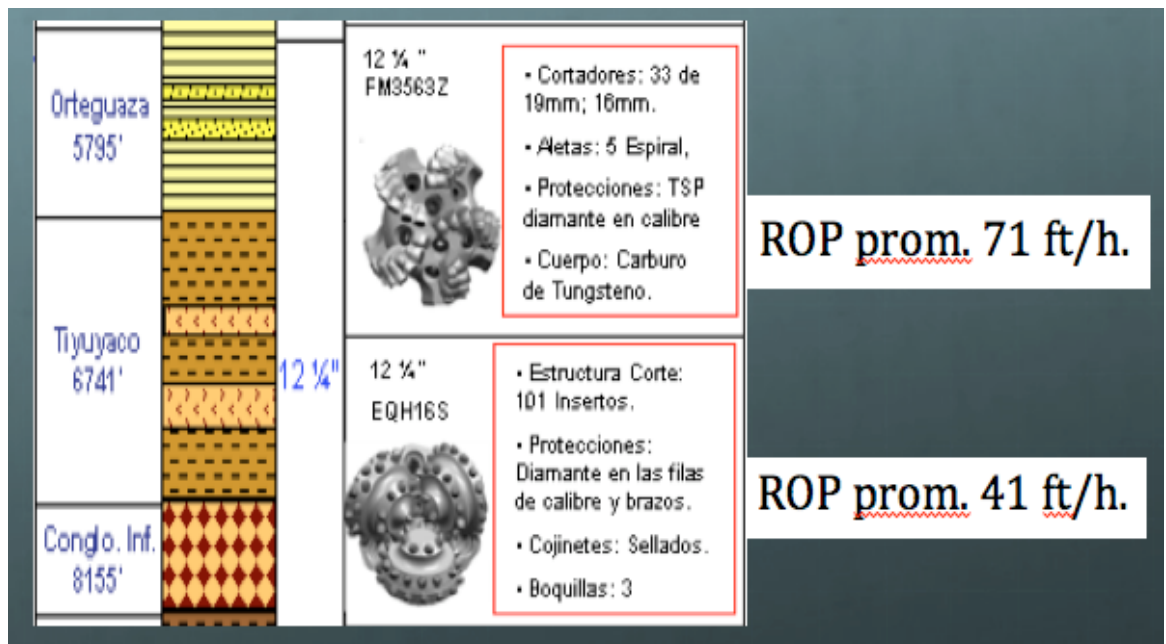 Orteguaza
5795'
Tiyuyaco
6741'
Conglo. Inf.
8155'
12 ¼"
12 ¼ "
FM3563Z
• Cortadores: 33 de
19mm; 16mm.
• Aletas: 5 Espiral,
• Protecciones: TSP
diamante en calibre
• Cuerpo: Carburo
de Tungsteno.
ROP prom. 71 ft/h.
12 ¼"
EQH16S
• Estructura Corte:
101 Insertos.
• Protecciones:
Diamante en las filas
de calibre y brazos.
• Cojinetes: Sellados.
• Boquillas: 3
ROP prom. 41 ft/h.